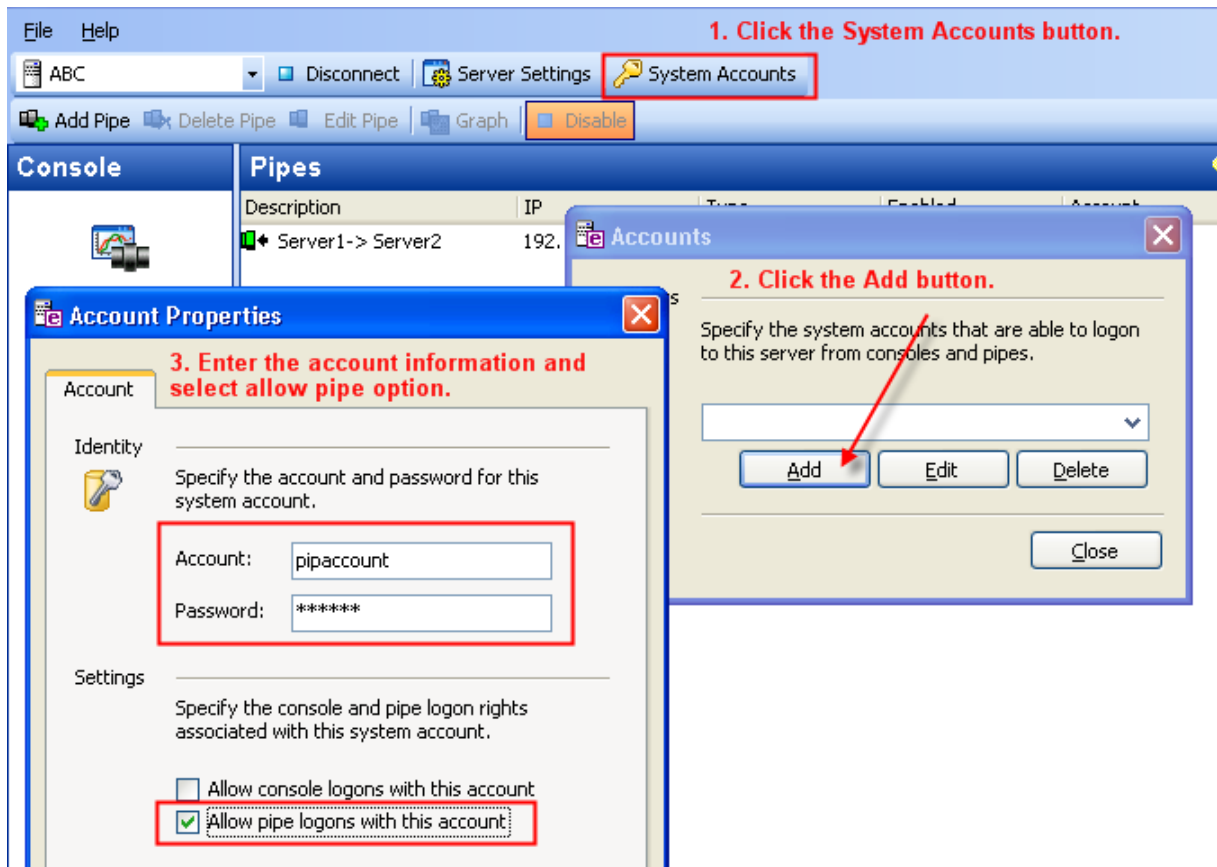 File Help
1. Click the System Accounts button.
ABC Disconnect Server Settings System Accounts
Add Pipe Delete Pipe Edit Pipe Graph Disable
Console
Pipes
Description IP Type Enabled Account
Server1-> Server2 192.
Accounts
2. Click the Add button.
s
Specify the system accounts that are able to logon
to this server from consoles and pipes.
Add Edit Delete
Close
Account Properties
3. Enter the account information and
select allow pipe option.
Account
Identity
Specify the account and password for this
system account.
Account: pipaccount
Password: ******
Settings
Specify the console and pipe logon rights
associated with this system account.
Allow console logons with this account
Allow pipe logons with this account